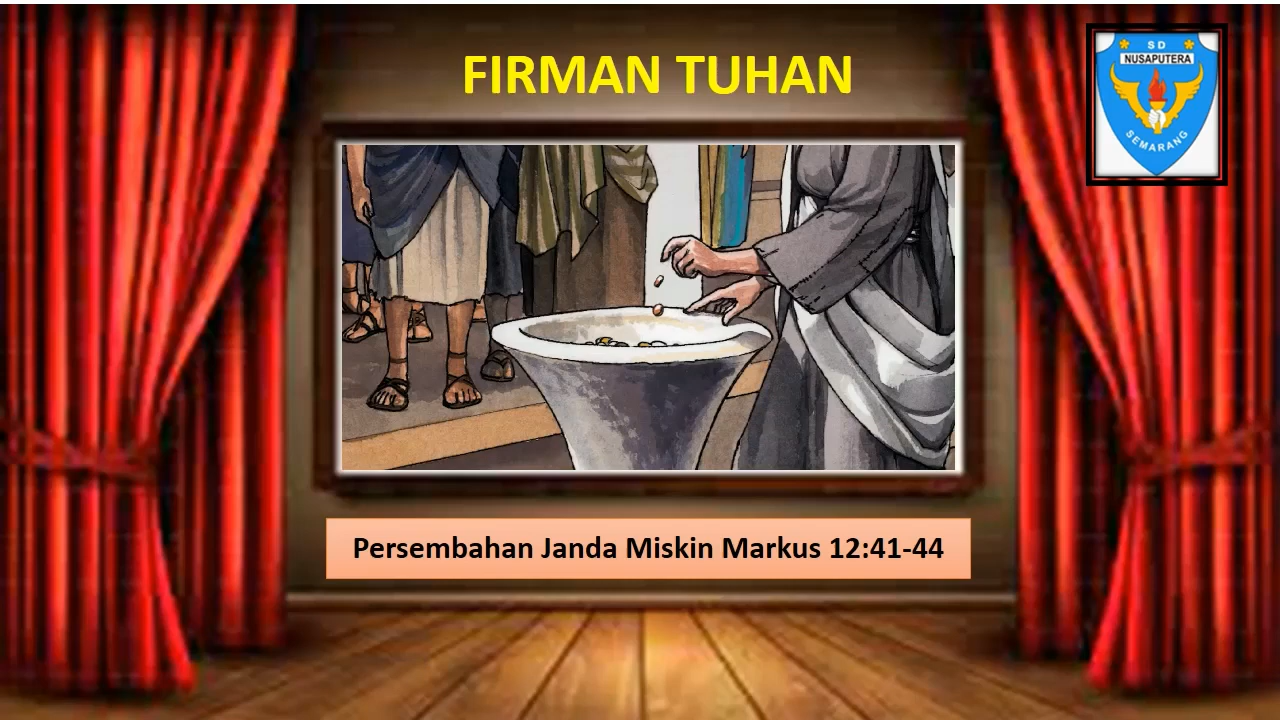 FIRMAN TUHAN
SD
NUSAPUTERA
SEMARANG
Persembahan Janda Miskin Markus 12:41-44